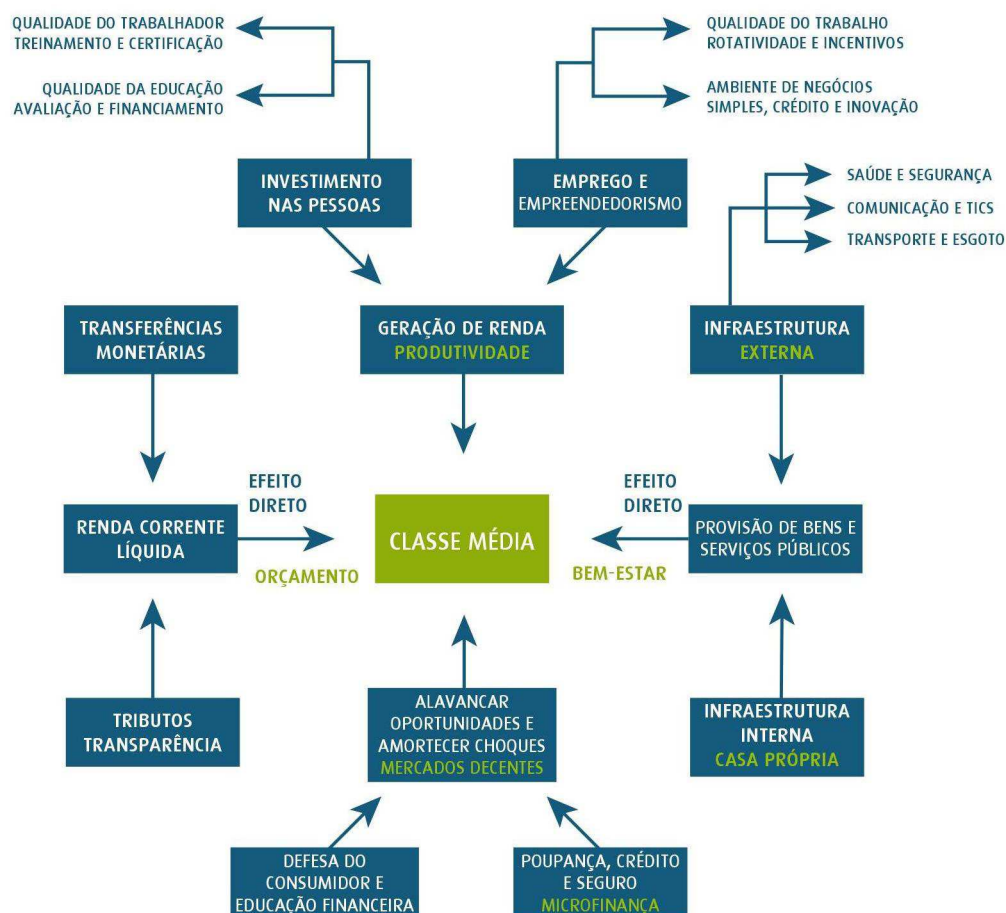 QUALIDADE DO TRABALHADOR
TREINAMENTO E CERTIFICAÇÃO
QUALIDADE DA EDUCAÇÃO
AVALIAÇÃO E FINANCIAMENTO
QUALIDADE DO TRABALHO
ROTATIVIDADE E INCENTIVOS
AMBIENTE DE NEGÓCIOS
SIMPLES, CRÉDITO E INOVAÇÃO
INVESTIMENTO
NAS PESSOAS
EMPREGO E
EMPREENDEDORISMO
SAÚDE E SEGURANÇA
COMUNICAÇÃO E TICS
TRANSPORTE E ESGOTO
TRANSFERÊNCIAS
MONETÁRIAS
GERAÇÃO DE RENDA
PRODUTIVIDADE
INFRAESTRUTURA
EXTERNA
RENDA CORRENTE
LÍQUIDA
EFEITO
DIRETO
ORÇAMENTO
CLASSE MÉDIA
EFEITO
DIRETO
BEM-ESTAR
PROVISÃO DE BENS E
SERVIÇOS PÚBLICOS
TRIBUTOS
TRANSPARÊNCIA
ALAVANCAR
OPORTUNIDADES E
AMORTECER CHOQUES
MERCADOS DECENTES
INFRAESTRUTURA
INTERNA
CASA PRÓPRIA
DEFESA DO
CONSUMIDOR E
EDUCAÇÃO FINANCEIRA
POUPANÇA, CRÉDITO
E SEGURO
MICROFINANÇA